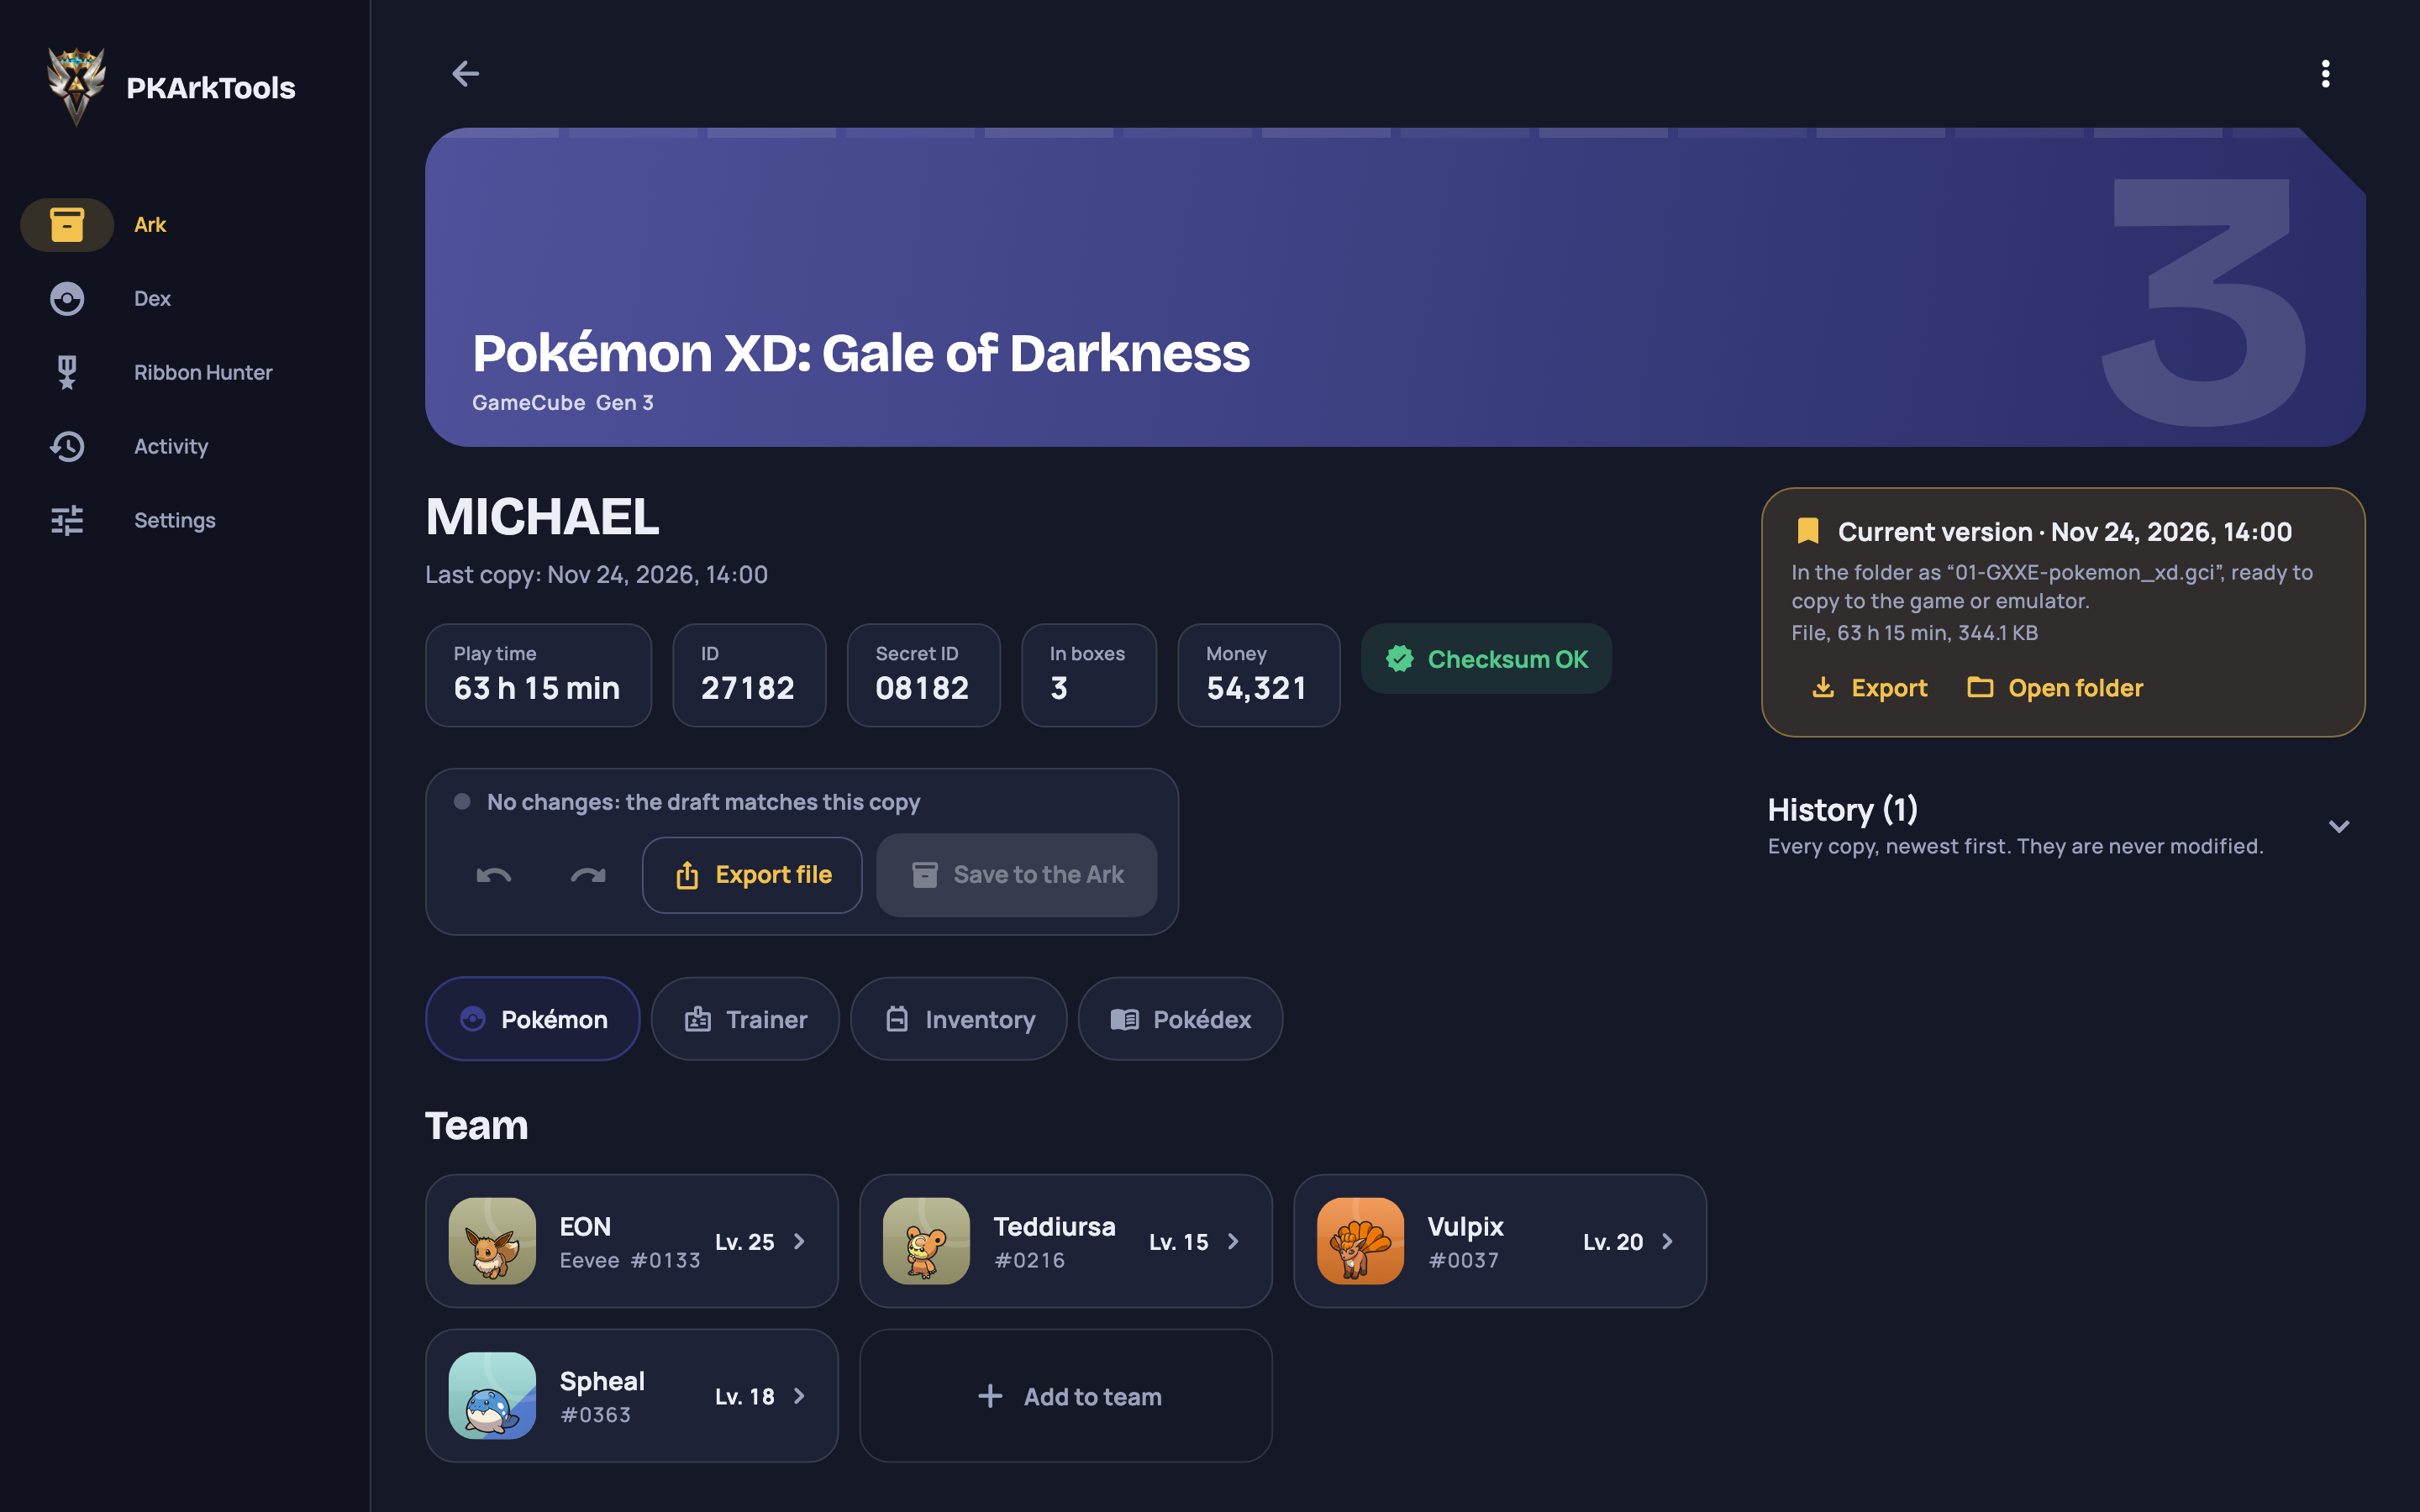 PKArkTools
Ark
Dex
Ribbon Hunter
Activity
Settings
3
Pokémon XD: Gale of Darkness
GameCube Gen 3
MICHAEL
Last copy: Nov 24, 2026, 14:00
Play time
63 h 15 min
ID
27182
Secret ID
08182
In boxes
3
Money
54,321
Checksum OK
Current version · Nov 24, 2026, 14:00
In the folder as “01-GXXE-pokemon_xd.gci”, ready to
copy to the game or emulator.
File, 63 h 15 min, 344.1 KB
Export
Open folder
History (1)
Every copy, newest first. They are never modified.
No changes: the draft matches this copy
Export file
Save to the Ark
Pokémon
Trainer
Inventory
Pokédex
Team
EON
Eevee #0133
Lv. 25
Teddiursa
#0216
Lv. 15
Vulpix
#0037
Lv. 20
Spheal
#0363
Lv. 18
Add to team